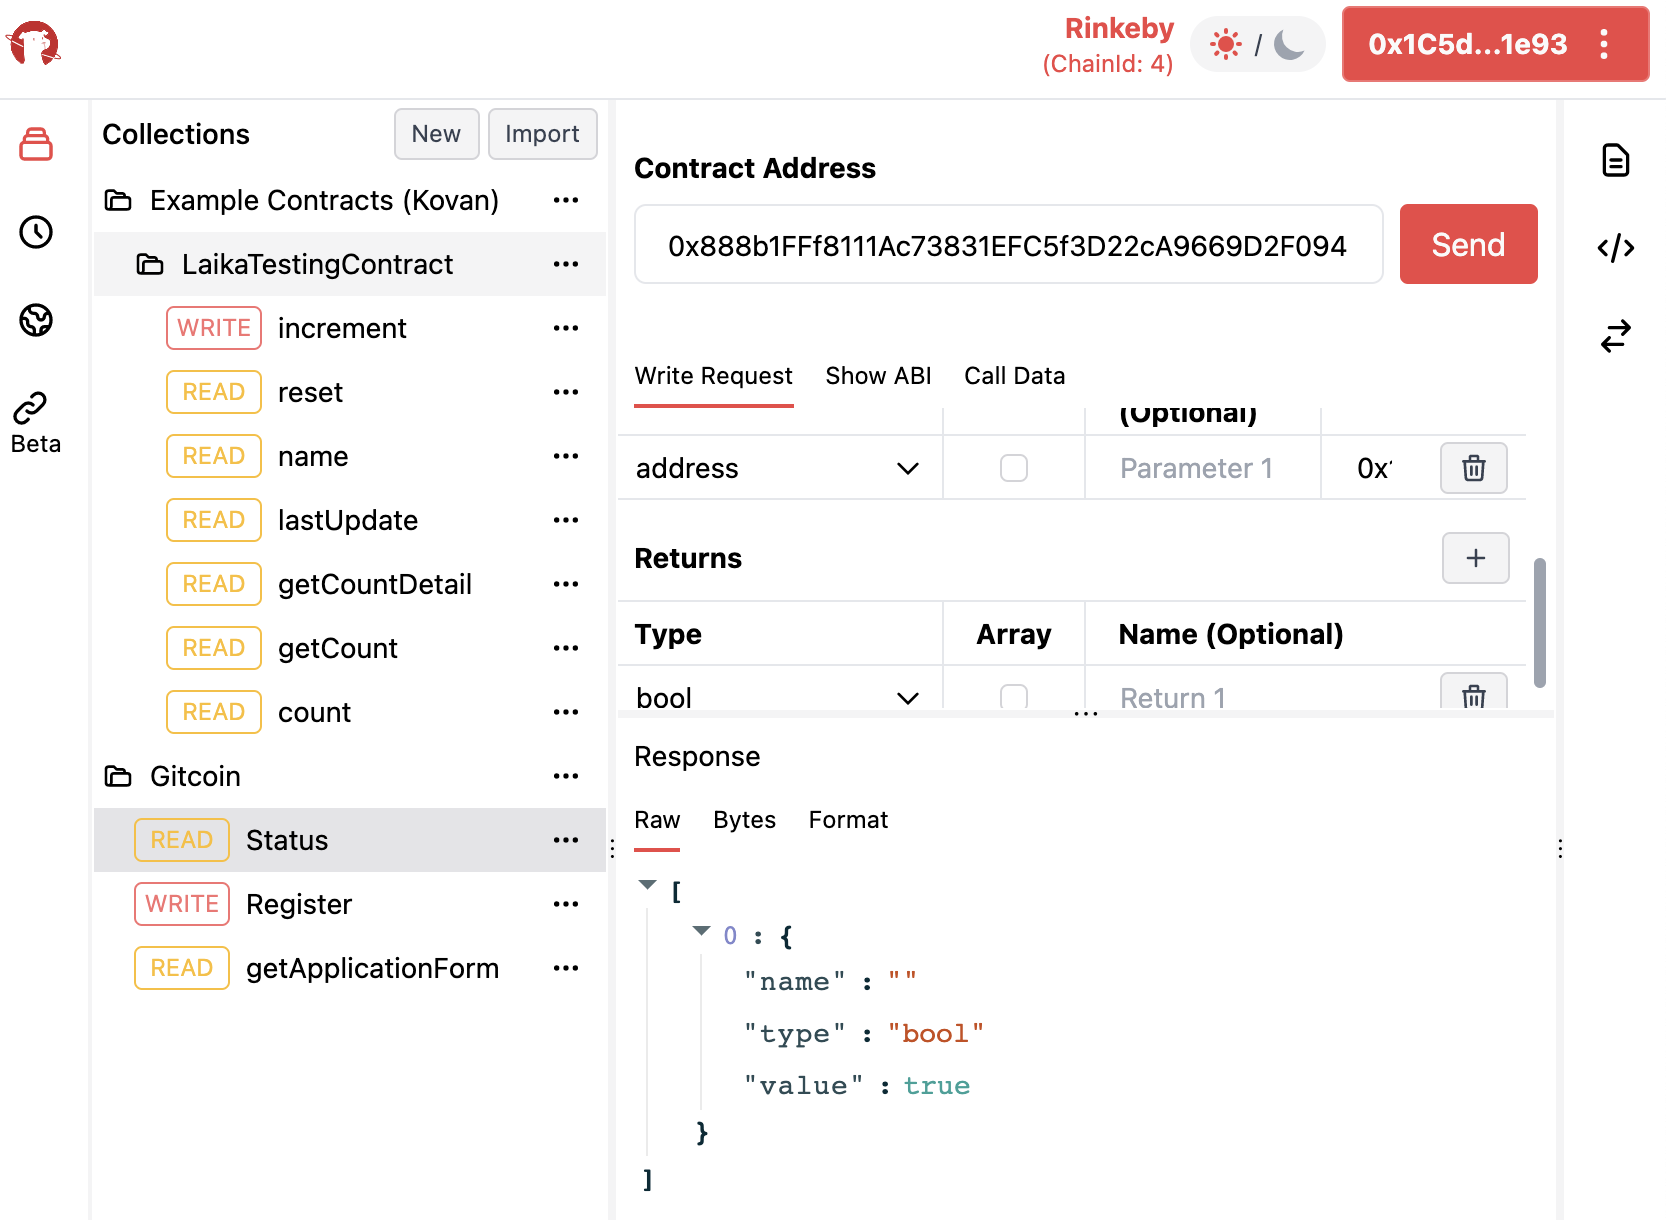 Rinkeby
(ChainId: 4)
/
0x1C5d...1e93
Collections
New
Import
Example Contracts (Kovan)
LaikaTestingContract
WRITE increment
READ reset
READ name
READ lastUpdate
READ getCountDetail
READ getCount
READ count
Gitcoin
READ Status
WRITE Register
READ getApplicationForm
Beta
Contract Address
0x888b1FFf8111Ac73831EFC5f3D22cA9669D2F094
Send
Write Request Show ABI Call Data
(Optional)
address Parameter 1 0x
Returns
+
Type Array Name (Optional)
bool Return 1
Response
Raw Bytes Format
[
0 : {
"name" : ""
"type" : "bool"
"value" : true
}
]